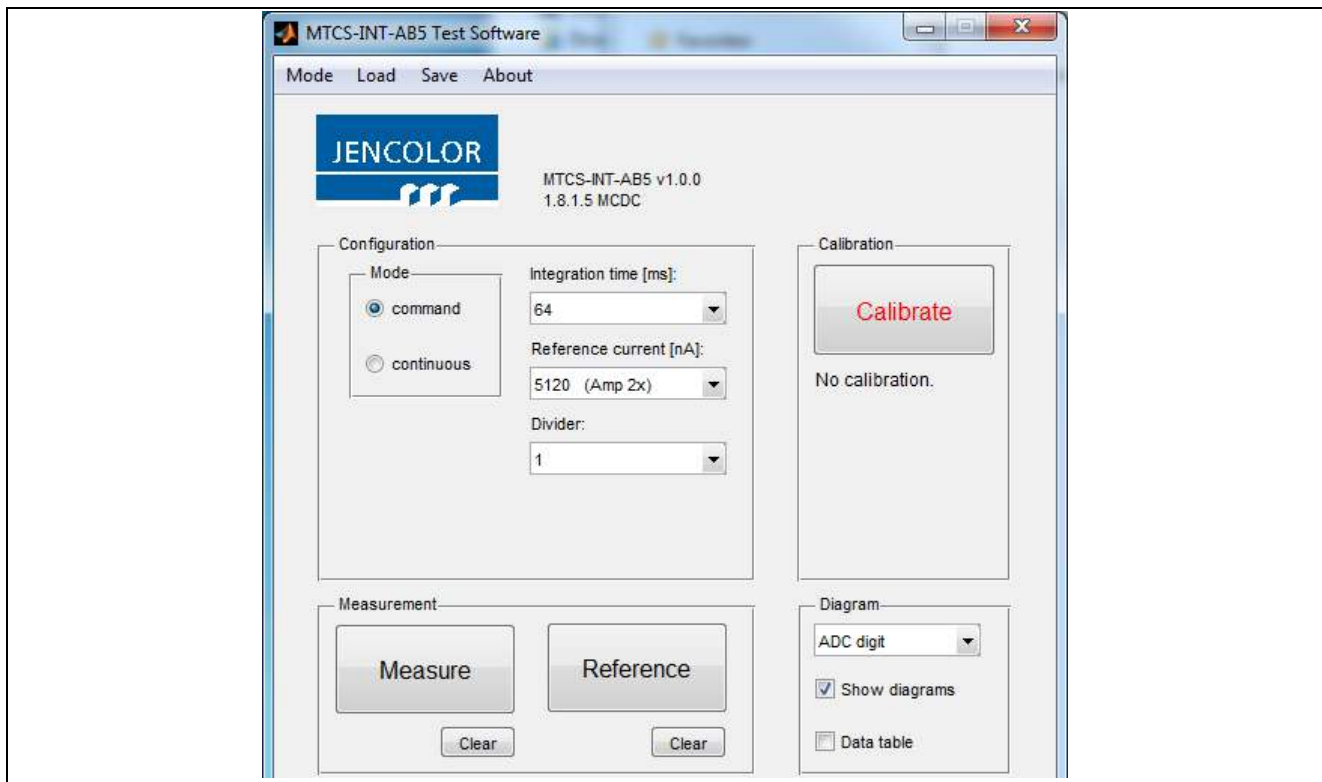 MTCS-INT-AB5 Test Software
Mode Load Save About
JENCOLOR
MTCS-INT-AB5 v1.0.0
1.8.1.5 MCDC
Configuration
Mode
command
continuous
Integration time [ms]:
64
Reference current [nA]:
5120 (Amp 2x)
Divider:
1
Calibration
Calibrate
No calibration.
Measurement
Measure
Reference
Clear
Clear
Diagram
ADC digit
Show diagrams
Data table